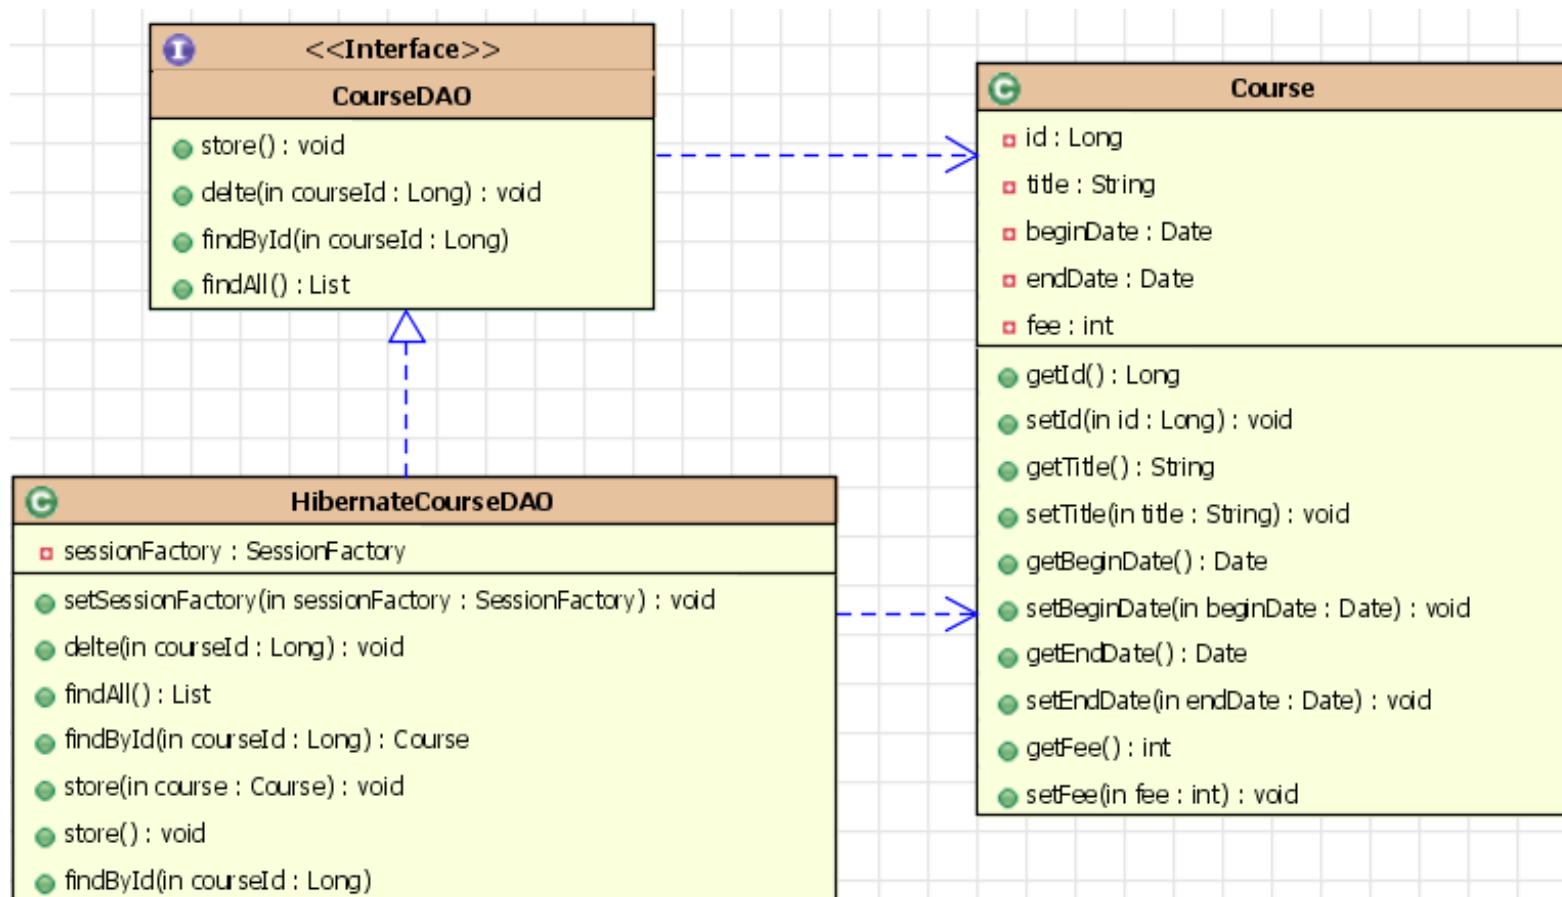 <<Interface>>
CourseDAO
store() : void
delte(in courseId : Long) : void
findById(in courseId : Long)
findAll() : List
Course
id : Long
title : String
beginDate : Date
endDate : Date
fee : int
getId() : Long
setId(in id : Long) : void
getTitle() : String
setTitle(in title : String) : void
getBeginDate() : Date
setBeginDate(in beginDate : Date) : void
getEndDate() : Date
setEndDate(in endDate : Date) : void
getFee() : int
setFee(in fee : int) : void
HibernateCourseDAO
sessionFactory : SessionFactory
setSessionFactory(in sessionFactory : SessionFactory) : void
delte(in courseId : Long) : void
findAll() : List
findById(in courseId : Long) : Course
store(in course : Course) : void
store() : void
findById(in courseId : Long)